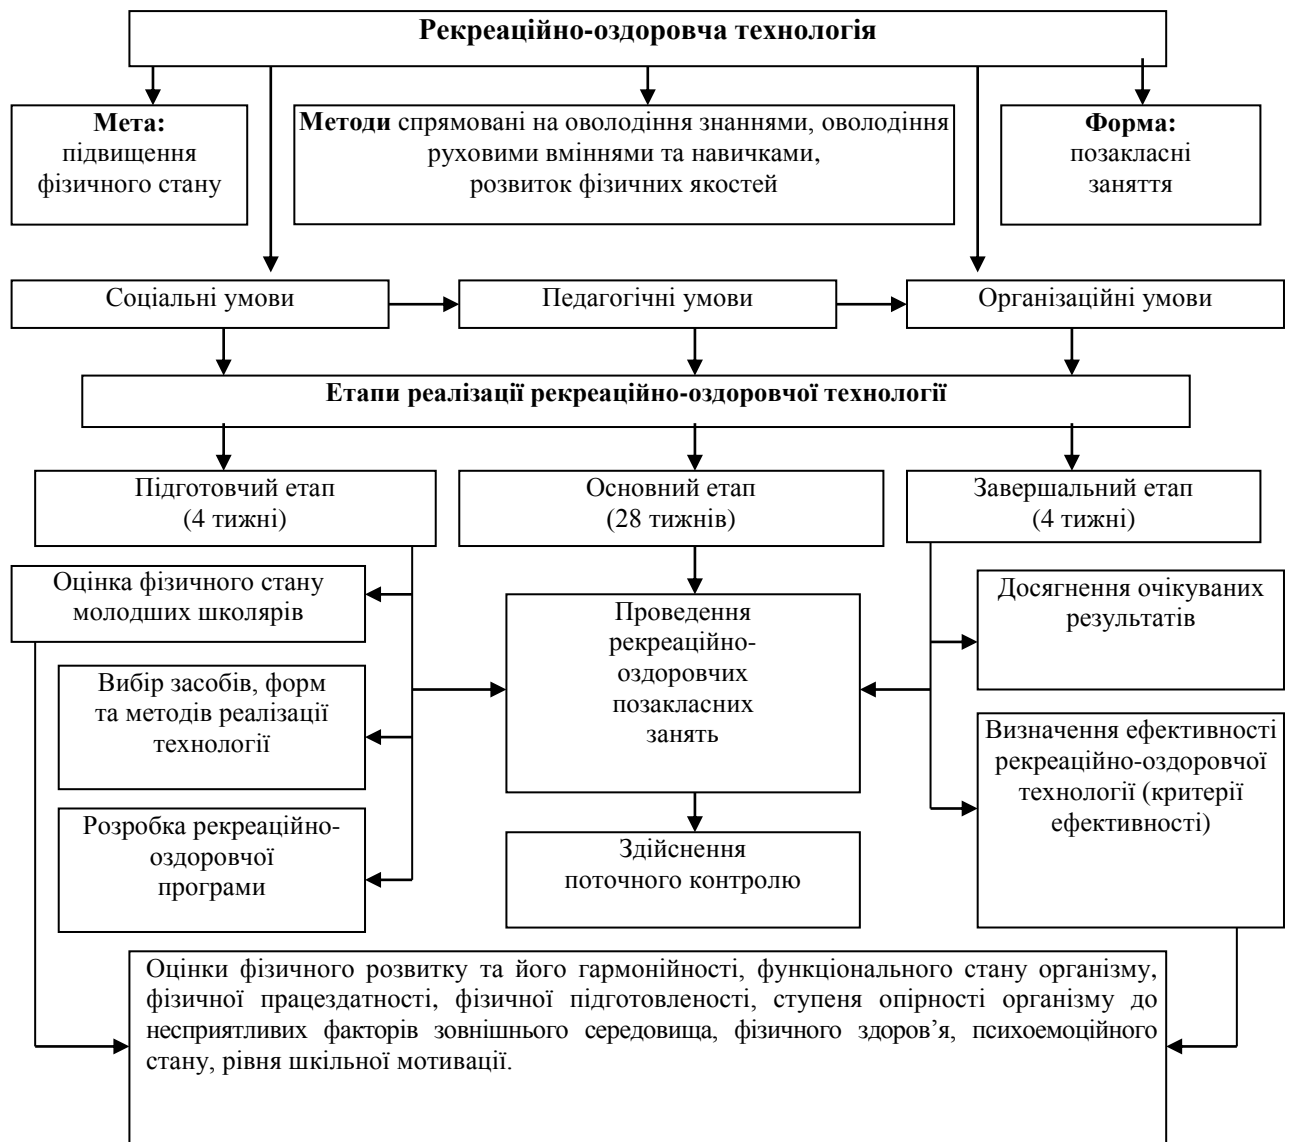 Рекреаційно-оздоровча технологія
Мета:
підвищення
фізичного стану
Методи спрямовані на оволодіння знаннями, оволодіння
руховими вміннями та навичками,
розвиток фізичних якостей
Форма:
позакласні
заняття
Соціальні умови
Педагогічні умови
Організаційні умови
Етапи реалізації рекреаційно-оздоровчої технології
Підготовчий етап
(4 тижні)
Основний етап
(28 тижнів)
Завершальний етап
(4 тижні)
Оцінка фізичного стану
молодших школярів
Вибір засобів, форм
та методів реалізації
технології
Розробка рекреаційно-
оздоровчої
програми
Проведення
рекреаційно-
оздоровчих
позакласних
занять
Здійснення
поточного контролю
Досягнення очікуваних
результатів
Визначення ефективності
рекреаційно-оздоровчої
технології (критерії
ефективності)
Оцінки фізичного розвитку та його гармонійності, функціонального стану організму,
фізичної працездатності, фізичної підготовленості, ступеня опірності організму до
несприятливих факторів зовнішнього середовища, фізичного здоров’я, психоемоційного
стану, рівня шкільної мотивації.